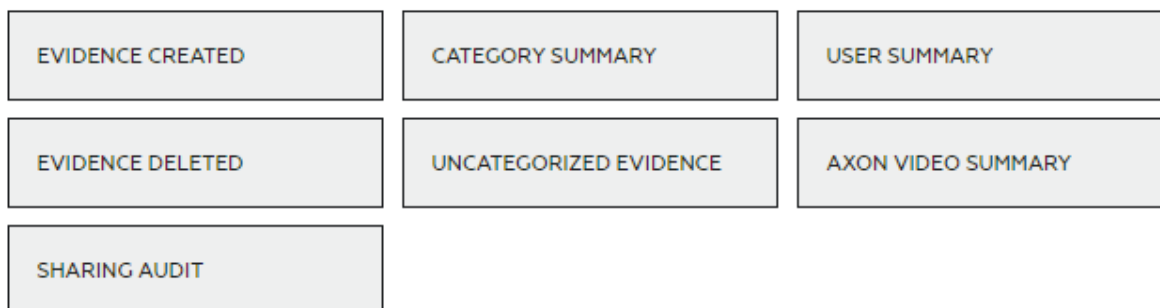 EVIDENCE CREATED
CATEGORY SUMMARY
USER SUMMARY
EVIDENCE DELETED
UNCATEGORIZED EVIDENCE
AXON VIDEO SUMMARY
SHARING AUDIT